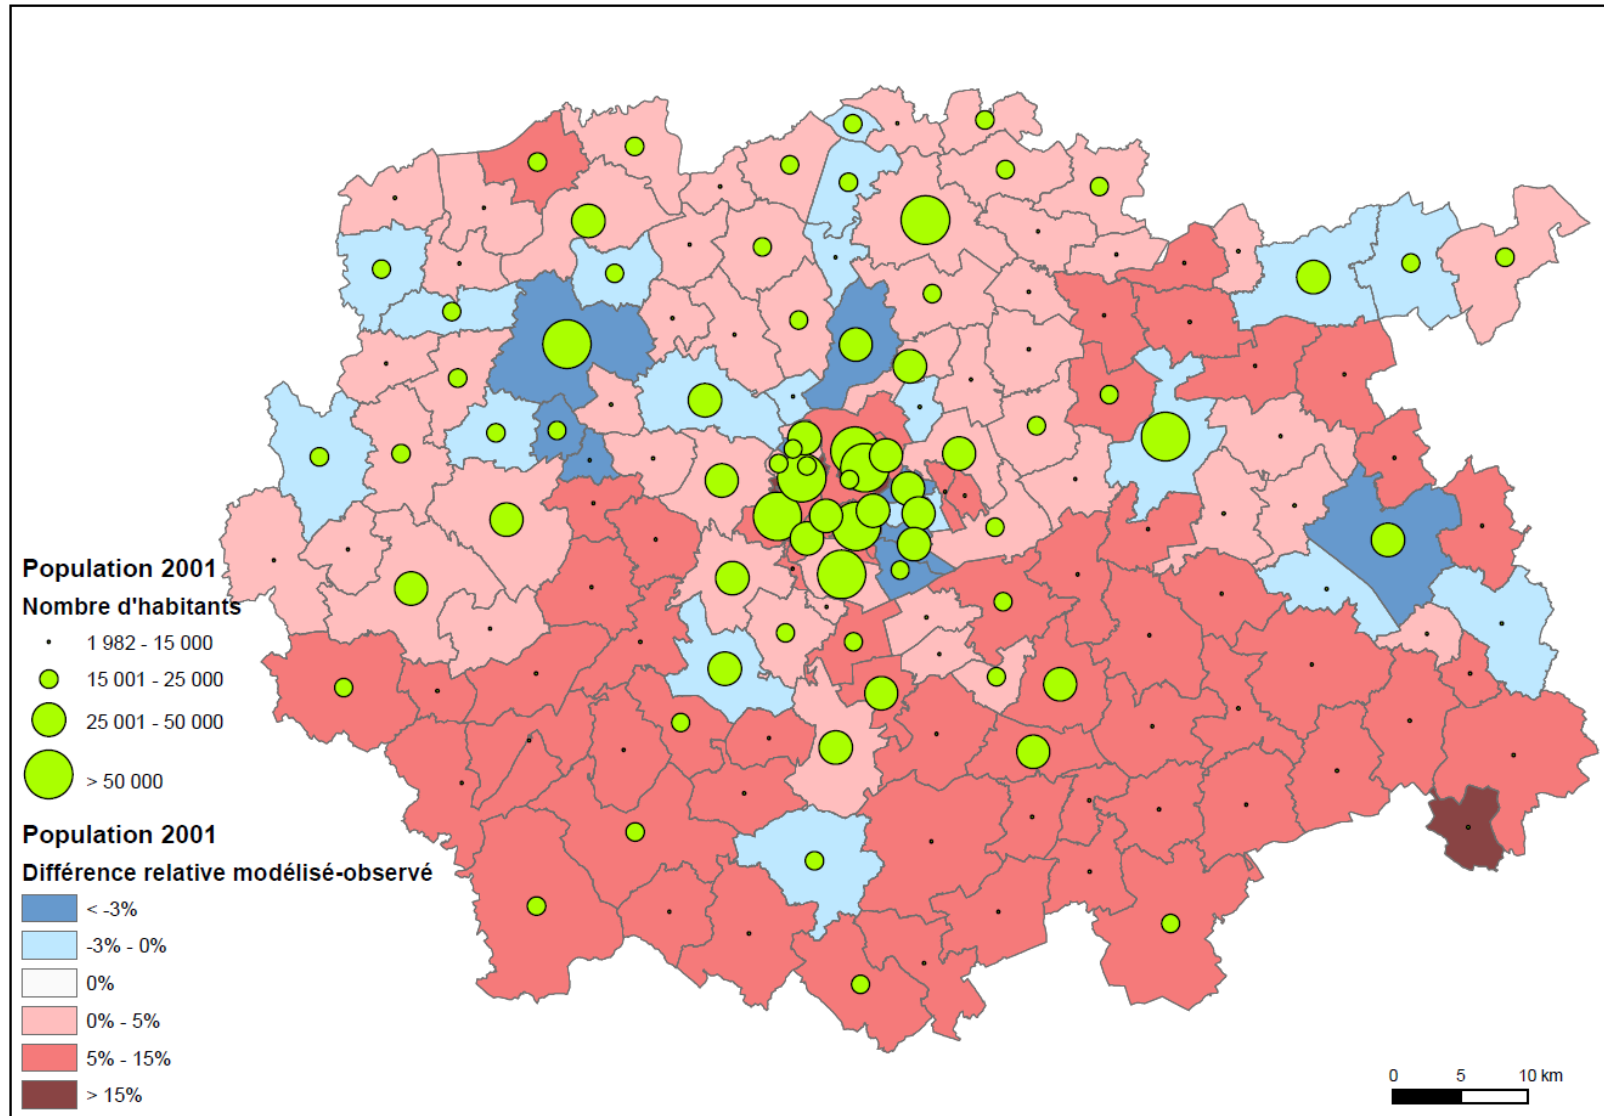 Population 2001
Nombre d'habitants
1 982 - 15 000
15 001 - 25 000
25 001 - 50 000
> 50 000
Population 2001
Différence relative modélisé-observé
< -3%
-3% - 0%
0%
0% - 5%
5% - 15%
> 15%
0 5 10 km